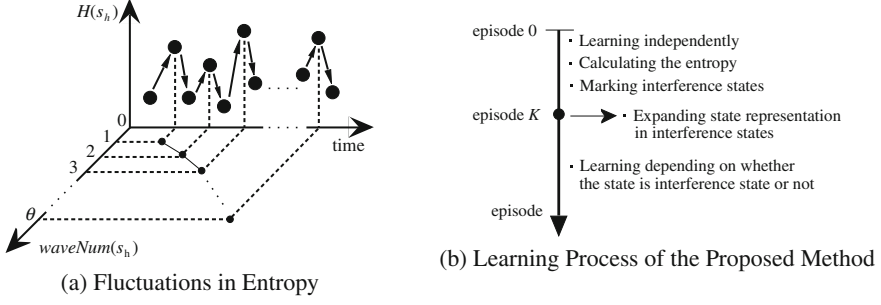 H(s_h)
0
1
2
3
θ
time
waveNum(s_h)
(a) Fluctuations in Entropy
episode 0
· Learning independently
· Calculating the entropy
· Marking interference states
episode K
· Expanding state representation
in interference states
· Learning depending on whether
the state is interference state or not
episode
(b) Learning Process of the Proposed Method